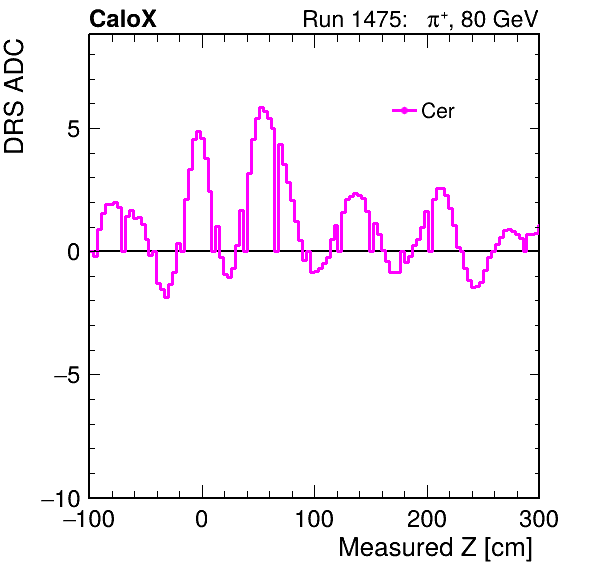 CaloX
Run 1475: π⁺, 80 GeV
DRS ADC
Cer
5
0
−5
−10
−100 0 100 200 300
Measured Z [cm]